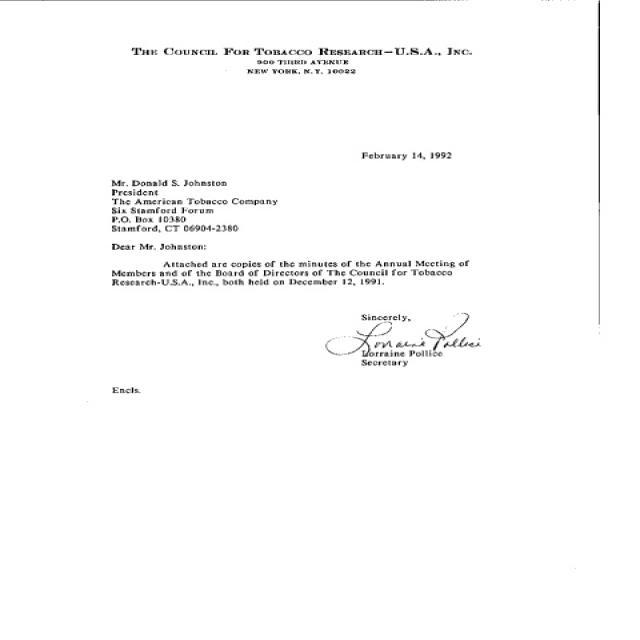 THE COUNCIL FOR TOBACCO RESEARCH—U.S.A., INC.
900 THIRD AVENUE
NEW YORK, N.Y. 10022
February 14, 1992
Mr. Donald S. Johnston
President
The American Tobacco Company
Six Stamford Forum
P.O. Box 10380
Stamford, CT 06904-2380
Dear Mr. Johnston:
Attached are copies of the minutes of the Annual Meeting of
Members and of the Board of Directors of The Council for Tobacco
Research-U.S.A., Inc., both held on December 12, 1991.
Sincerely,
Lorraine Pollice
Lorraine Pollice
Secretary
Encls.